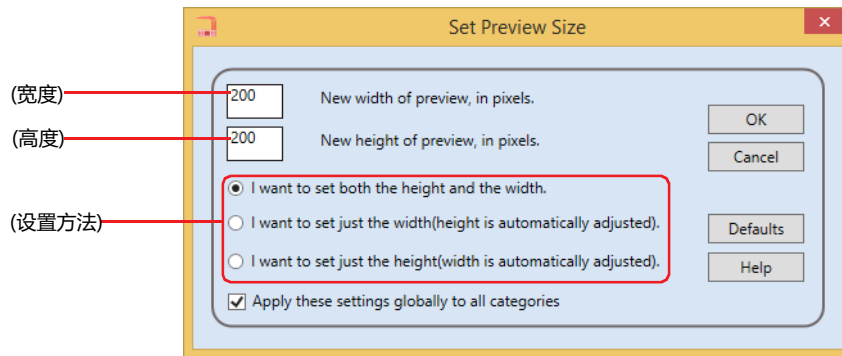 Set Preview Size
(宽度)
200
New width of preview, in pixels.
(高度)
200
New height of preview, in pixels.
OK
Cancel
(设置方法)
I want to set both the height and the width.
I want to set just the width(height is automatically adjusted).
I want to set just the height(width is automatically adjusted).
Defaults
Help
Apply these settings globally to all categories